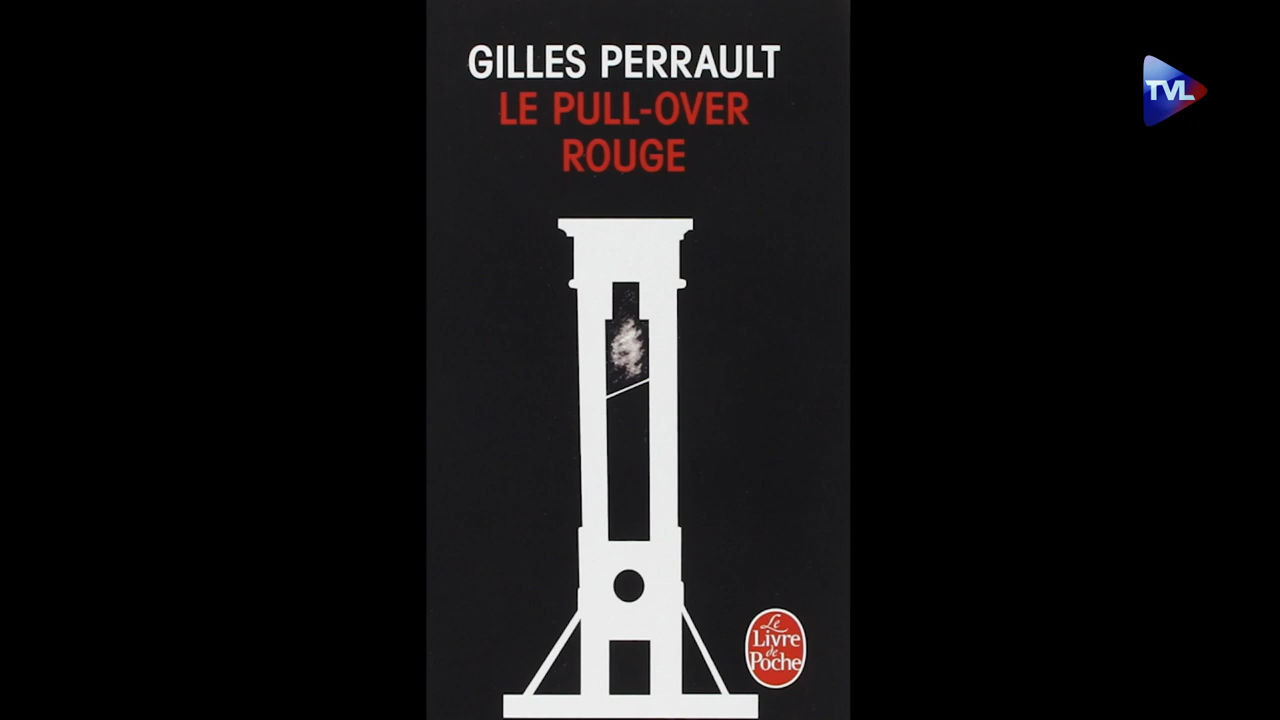 GILLES PERRAULT
LE PULL-OVER
ROUGE
TVL
Le
Livre
de
Poche